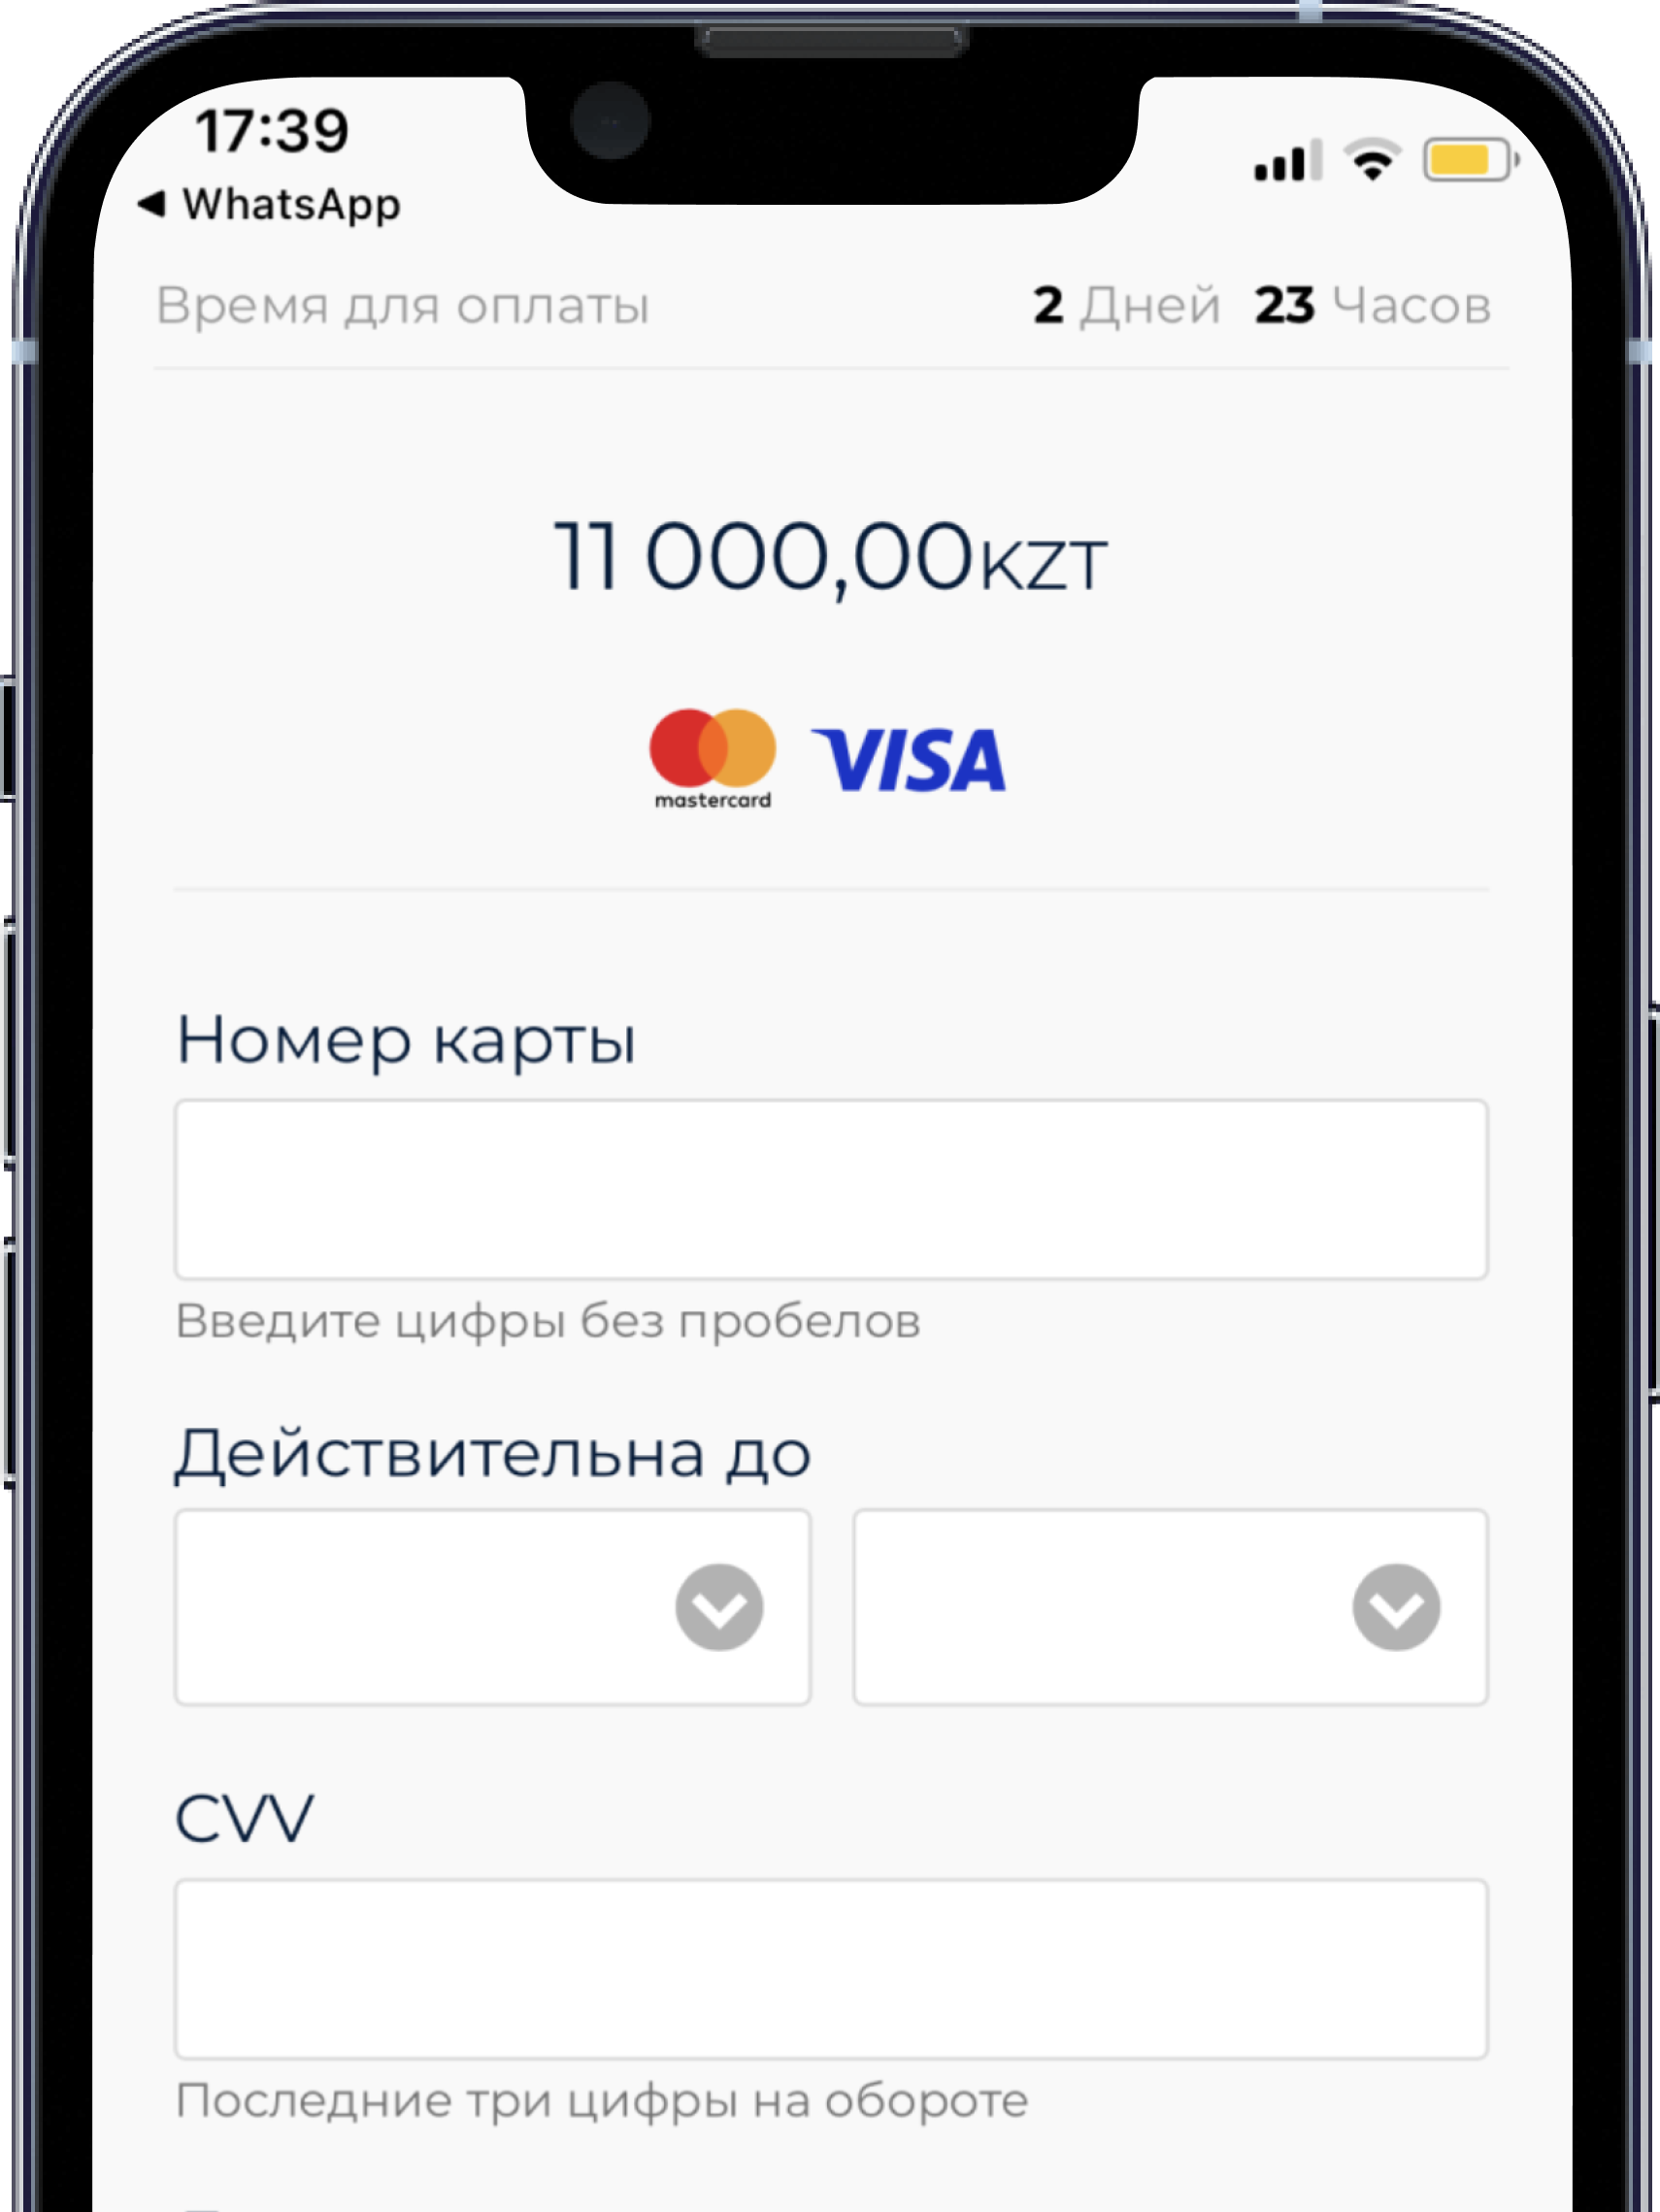 17:39
◀ WhatsApp
Время для оплаты 2 Дней 23 Часов
11 000,00KZT
mastercard VISA
Номер карты
Введите цифры без пробелов
Действительна до
CVV
Последние три цифры на обороте